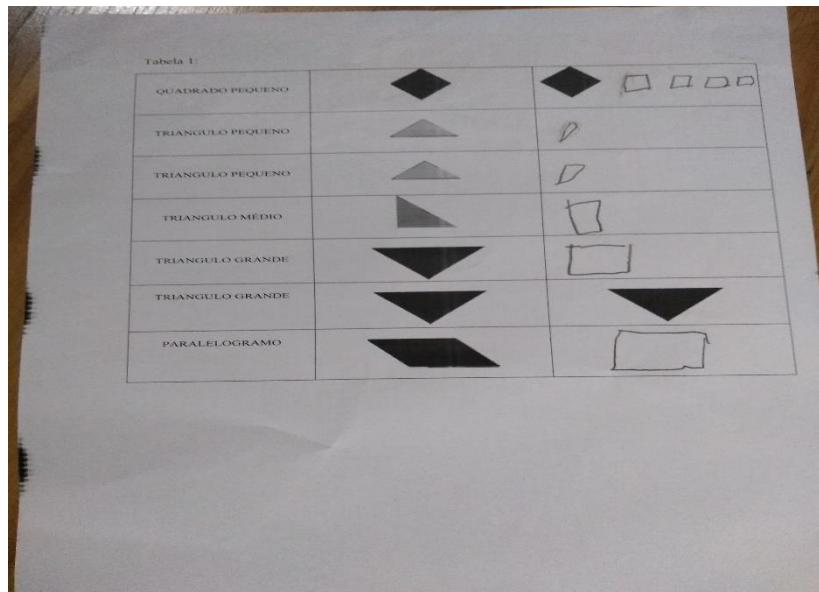 Tabela 1:
QUADRADO PEQUENO
TRIANGULO PEQUENO
TRIANGULO PEQUENO
TRIANGULO MÉDIO
TRIANGULO GRANDE
TRIANGULO GRANDE
PARALELOGRAMO